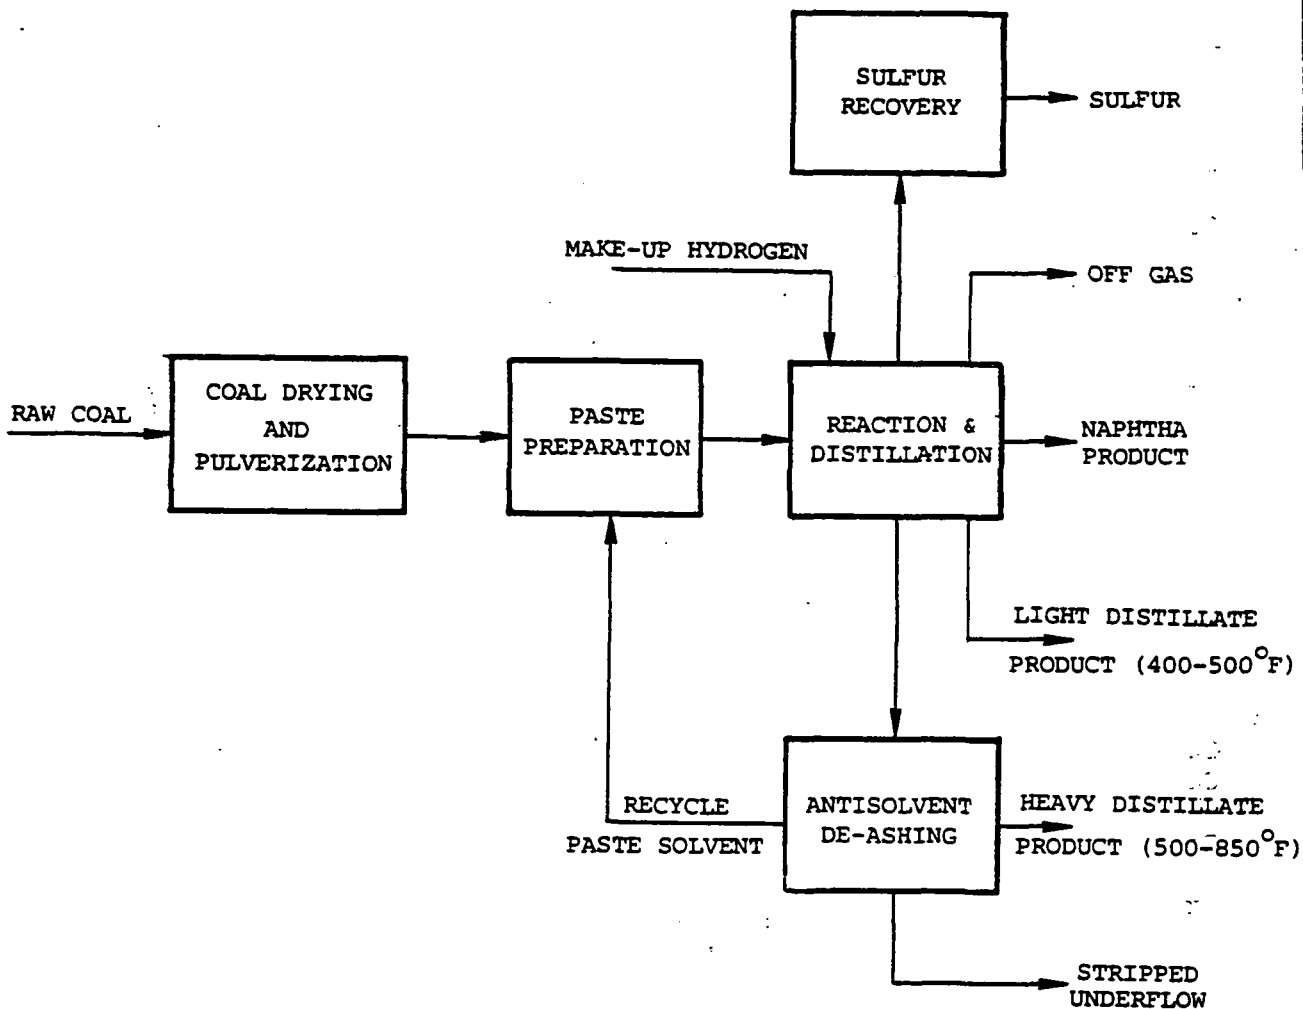 SULFUR
RECOVERY
SULFUR
MAKE-UP HYDROGEN
OFF GAS
RAW COAL
COAL DRYING
AND
PULVERIZATION
PASTE
PREPARATION
REACTION &
DISTILLATION
NAPHTHA
PRODUCT
LIGHT DISTILLATE
PRODUCT (400-500°F)
RECYCLE
PASTE SOLVENT
ANTISOLVENT
DE-ASHING
HEAVY DISTILLATE
PRODUCT (500-850°F)
STRIPPED
UNDERFLOW